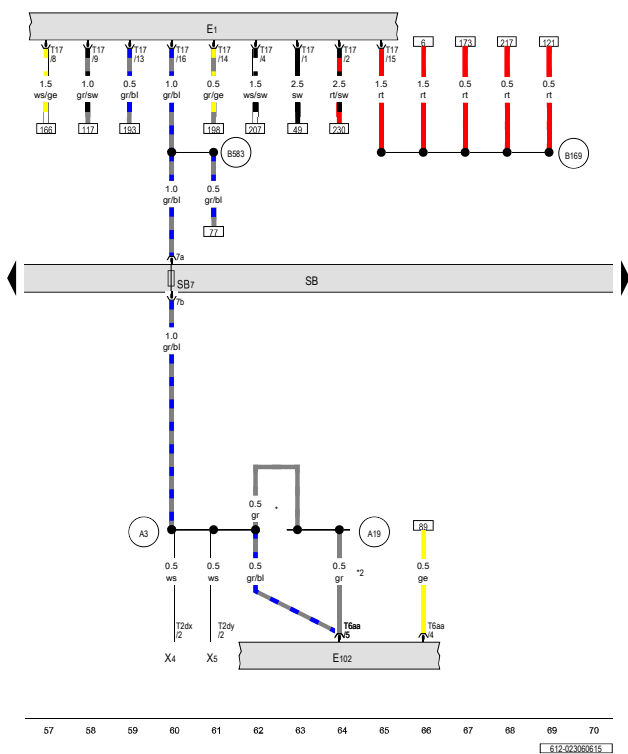 E1
T17 T17 T17 T17 T17 T17 T17 T17 T17 6 173 217 121
/8 /9 /13 /16 /14 /4 /1 /2 /15
1.5 1.0 0.5 1.0 0.5 1.5 2.5 2.5 1.5 1.5 0.5 0.5 0.5
ws/ge gr/sw gr/bl gr/bl gr/ge ws/sw sw rt/sw rt rt rt rt rt
166 117 193 198 207 49 230
B583 B169
1.0 0.5
gr/bl gr/bl
77
7a
SB7 SB
7b
1.0
gr/bl
0.5 *
gr
A3 A19 89
0.5 0.5 0.5 0.5 *2 0.5
ws ws gr/bl gr ge
T2dx T2dy T6aa T6aa
/2 /2 /5 /4
X4 X5 E102
57 58 59 60 61 62 63 64 65 66 67 68 69 70
612-023060615